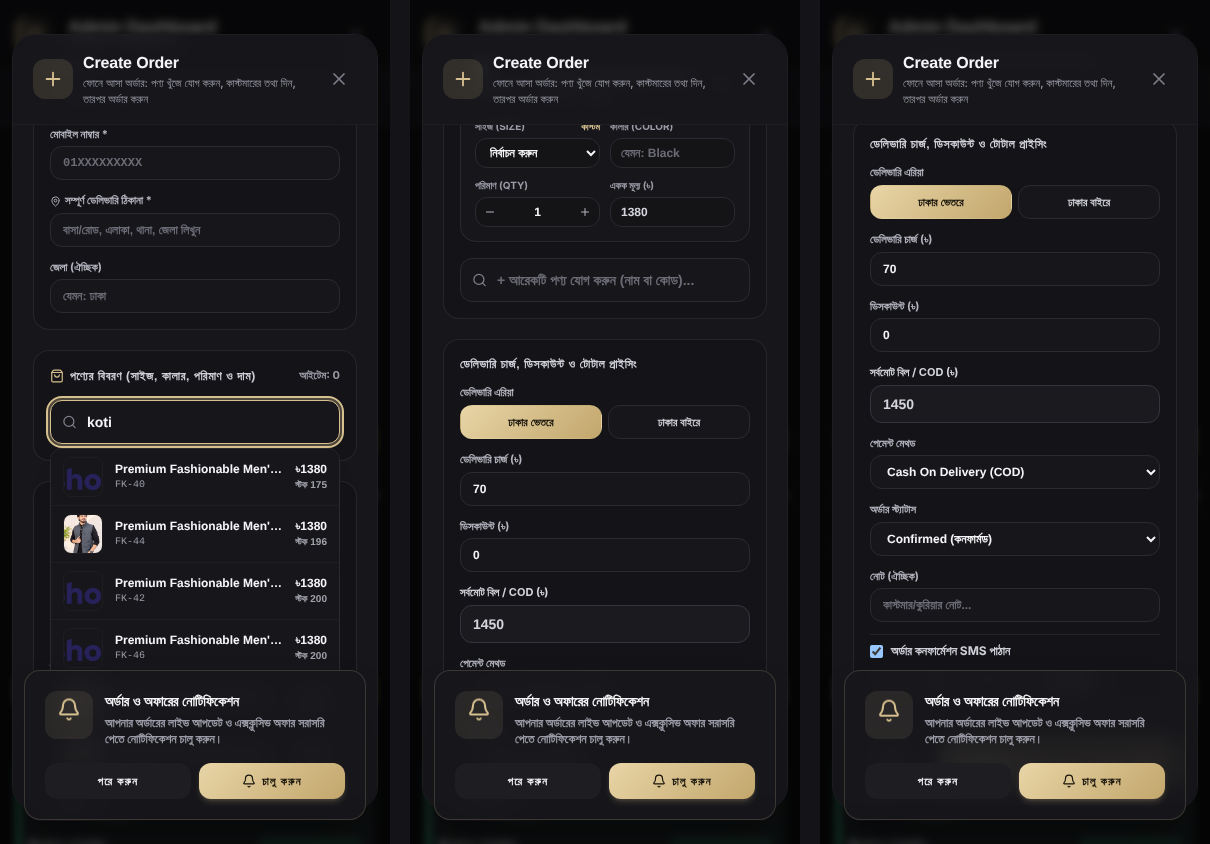 Admin Dashboard
Create Order
ফোনে আসা অর্ডার: পণ্য খুঁজে যোগ করুন, কাস্টমারের তথ্য দিন,
তারপর অর্ডার করুন
মোবাইল নাম্বার *
01XXXXXXXXX
সম্পূর্ণ ডেলিভারি ঠিকানা *
বাসা/রোড, এলাকা, থানা, জেলা লিখুন
জেলা (ঐচ্ছিক)
যেমন: ঢাকা
পণ্যের বিবরণ (সাইজ, কালার, পরিমাণ ও দাম)
আইটেম: 0
koti
Premium Fashionable Men'... ৳1380
FK-40 স্টক 175
Premium Fashionable Men'... ৳1380
FK-44 স্টক 196
Premium Fashionable Men'... ৳1380
FK-42 স্টক 200
Premium Fashionable Men'... ৳1380
FK-46 স্টক 200
অর্ডার ও অফারের নোটিফিকেশন
আপনার অর্ডারের লাইভ আপডেট ও এক্সক্লুসিভ অফার সরাসরি
পেতে নোটিফিকেশন চালু করুন।
পরে করুন
চালু করুন
Admin Dashboard
Create Order
ফোনে আসা অর্ডার: পণ্য খুঁজে যোগ করুন, কাস্টমারের তথ্য দিন,
তারপর অর্ডার করুন
সাইজ (SIZE) কাস্টম কালার (COLOR)
নির্বাচন করুন যেমন: Black
পরিমাণ (QTY) একক মূল্য (৳)
− 1 + 1380
+ আরেকটি পণ্য যোগ করুন (নাম বা কোড)...
ডেলিভারি চার্জ, ডিসকাউন্ট ও টোটাল প্রাইসিং
ডেলিভারি এরিয়া
ঢাকার ভেতরে ঢাকার বাইরে
ডেলিভারি চার্জ (৳)
70
ডিসকাউন্ট (৳)
0
সর্বমোট বিল / COD (৳)
1450
পেমেন্ট মেথড
অর্ডার ও অফারের নোটিফিকেশন
আপনার অর্ডারের লাইভ আপডেট ও এক্সক্লুসিভ অফার সরাসরি
পেতে নোটিফিকেশন চালু করুন।
পরে করুন
চালু করুন
Admin Dashboard
Create Order
ফোনে আসা অর্ডার: পণ্য খুঁজে যোগ করুন, কাস্টমারের তথ্য দিন,
তারপর অর্ডার করুন
ডেলিভারি চার্জ, ডিসকাউন্ট ও টোটাল প্রাইসিং
ডেলিভারি এরিয়া
ঢাকার ভেতরে ঢাকার বাইরে
ডেলিভারি চার্জ (৳)
70
ডিসকাউন্ট (৳)
0
সর্বমোট বিল / COD (৳)
1450
পেমেন্ট মেথড
Cash On Delivery (COD)
অর্ডার স্ট্যাটাস
Confirmed (কনফার্মড)
নোট (ঐচ্ছিক)
কাস্টমার/কুরিয়ার নোট...
অর্ডার কনফার্মেশন SMS পাঠান
অর্ডার ও অফারের নোটিফিকেশন
আপনার অর্ডারের লাইভ আপডেট ও এক্সক্লুসিভ অফার সরাসরি
পেতে নোটিফিকেশন চালু করুন।
পরে করুন
চালু করুন